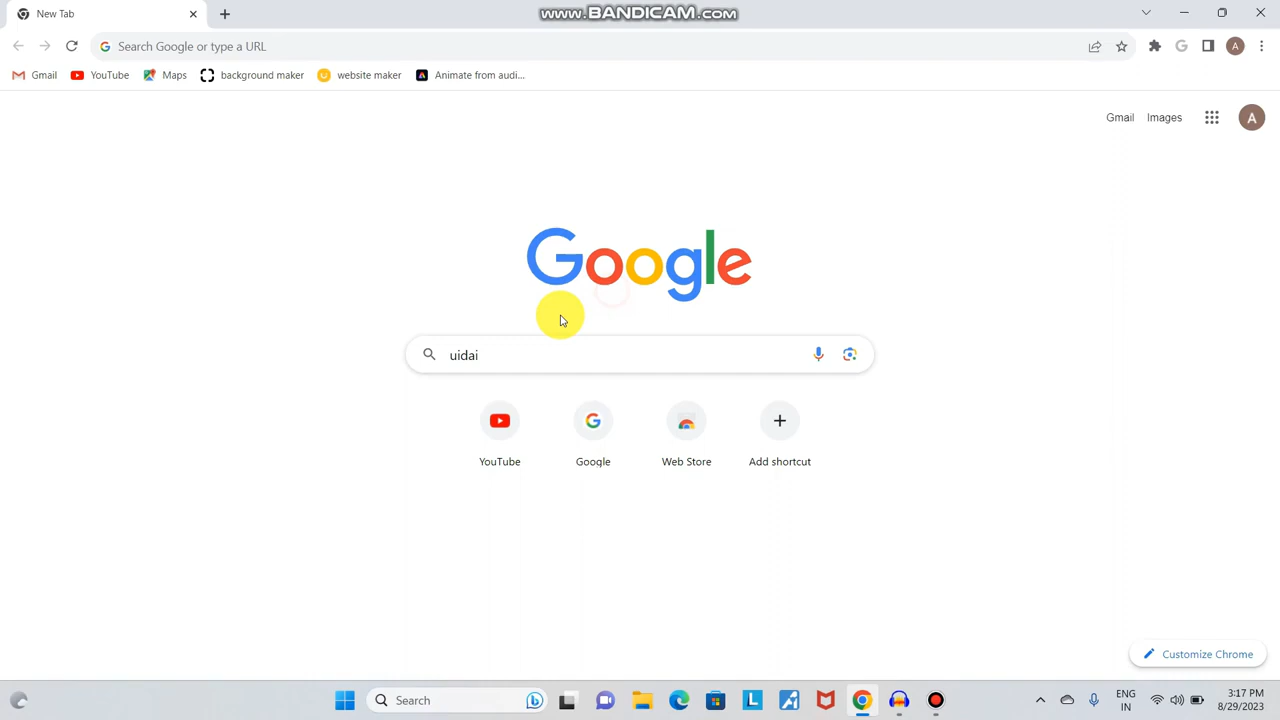 New Tab
www.BANDICAM.com
Search Google or type a URL
A
Gmail
YouTube
Maps
background maker
website maker
Animate from audi...
Gmail
Images
A
Google
uidai
YouTube
Google
Web Store
Add shortcut
Customize Chrome
Search
ENG
IN
3:17 PM
8/29/2023